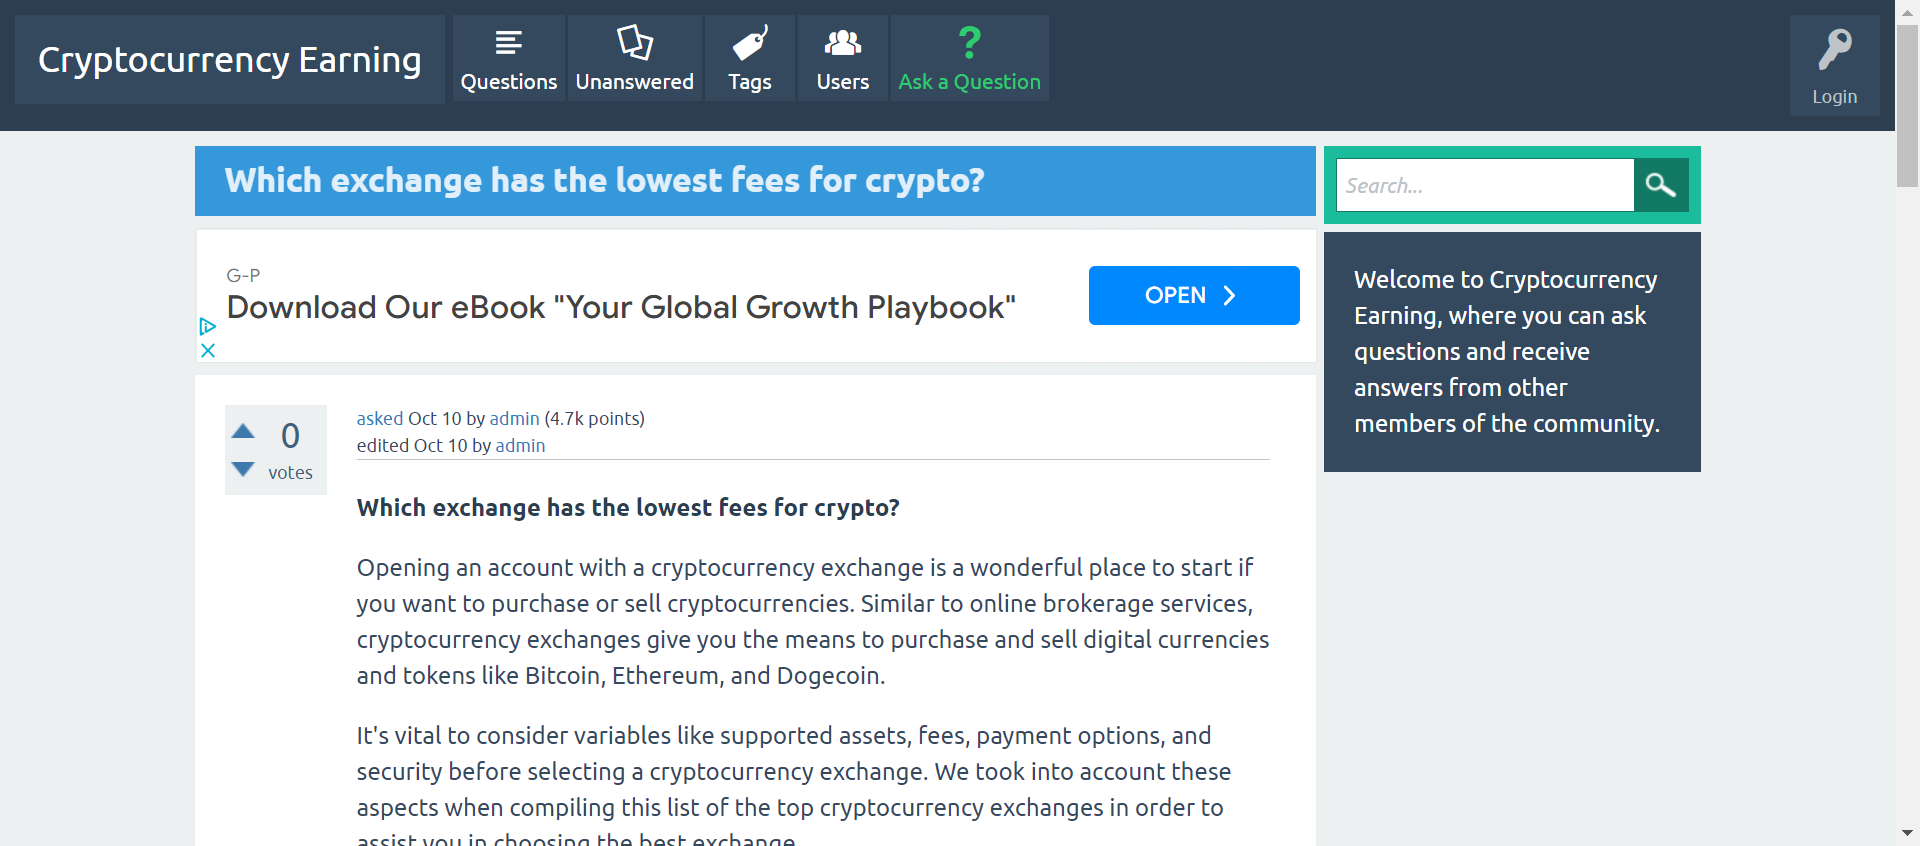 Cryptocurrency Earning
Questions
Unanswered
Tags
Users
Ask a Question
Login
Which exchange has the lowest fees for crypto?
Search...
G-P
Download Our eBook "Your Global Growth Playbook"
OPEN
Welcome to Cryptocurrency
Earning, where you can ask
questions and receive
answers from other
members of the community.
0
votes
asked Oct 10 by admin (4.7k points)
edited Oct 10 by admin
Which exchange has the lowest fees for crypto?
Opening an account with a cryptocurrency exchange is a wonderful place to start if
you want to purchase or sell cryptocurrencies. Similar to online brokerage services,
cryptocurrency exchanges give you the means to purchase and sell digital currencies
and tokens like Bitcoin, Ethereum, and Dogecoin.
It's vital to consider variables like supported assets, fees, payment options, and
security before selecting a cryptocurrency exchange. We took into account these
aspects when compiling this list of the top cryptocurrency exchanges in order to
assist you in choosing the best exchange.